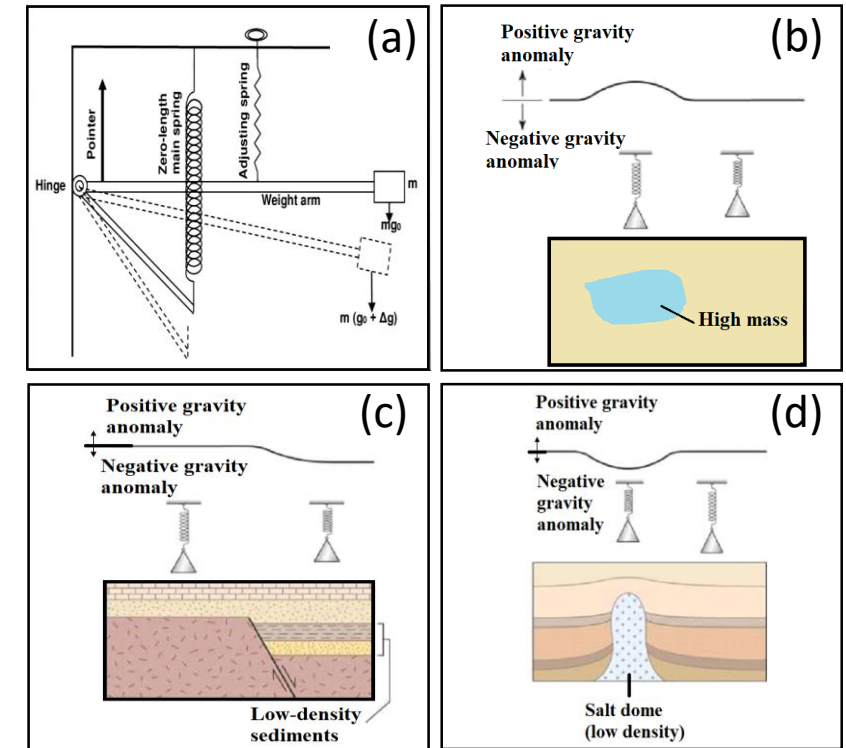 (a)
Pointer
Zero-length
main spring
Adjusting spring
Hinge
Weight arm
m
mg₀
m (g₀ + Δg)
(b)
Positive gravity
anomaly
Negative gravity
anomaly
High mass
(c)
Positive gravity
anomaly
Negative gravity
anomaly
Low-density
sediments
(d)
Positive gravity
anomaly
Negative
gravity
anomaly
Salt dome
(low density)